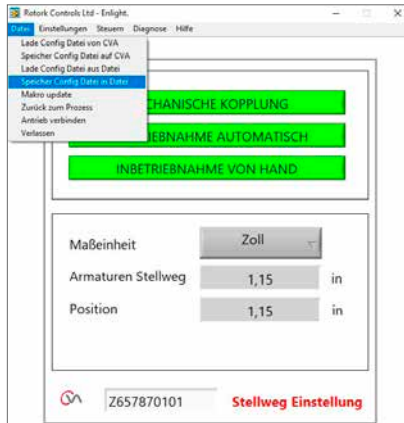 Rotork Controls Ltd - Enlight.
Datei Einstellungen Steuern Diagnose Hilfe
Lade Config Datei von CVA
Speicher Config Datei auf CVA
Lade Config Datei aus Datei
Speicher Config Datei in Datei
Makro update
Zurück zum Prozess
Antrieb verbinden
Verlassen
CHANISCHE KOPPLUNG
IEBNAHME AUTOMATISCH
INBETRIEBNAHME VON HAND
Maßeinheit Zoll
Armaturen Stellweg 1,15 in
Position 1,15 in
Z657870101 Stellweg Einstellung